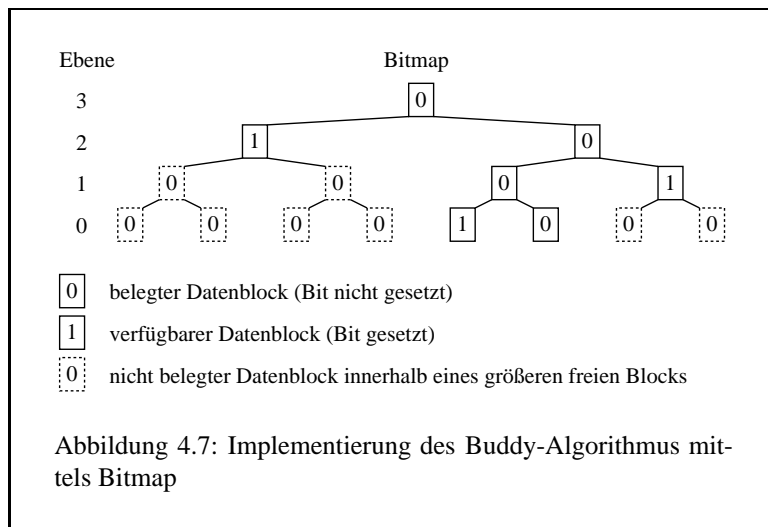 Ebene Bitmap
3 0
2 1 0
1 0 0 0 1
0 0 0 0 0 1 0 0 0
0 belegter Datenblock (Bit nicht gesetzt)
1 verfügbarer Datenblock (Bit gesetzt)
0 nicht belegter Datenblock innerhalb eines größeren freien Blocks
Abbildung 4.7: Implementierung des Buddy-Algorithmus mit-
tels Bitmap